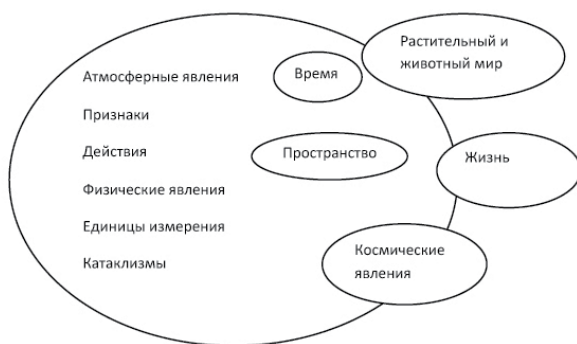 Растительный и
животный мир
Атмосферные явления
Время
Признаки
Действия
Пространство
Жизнь
Физические явления
Единицы измерения
Космические
явления
Катаклизмы